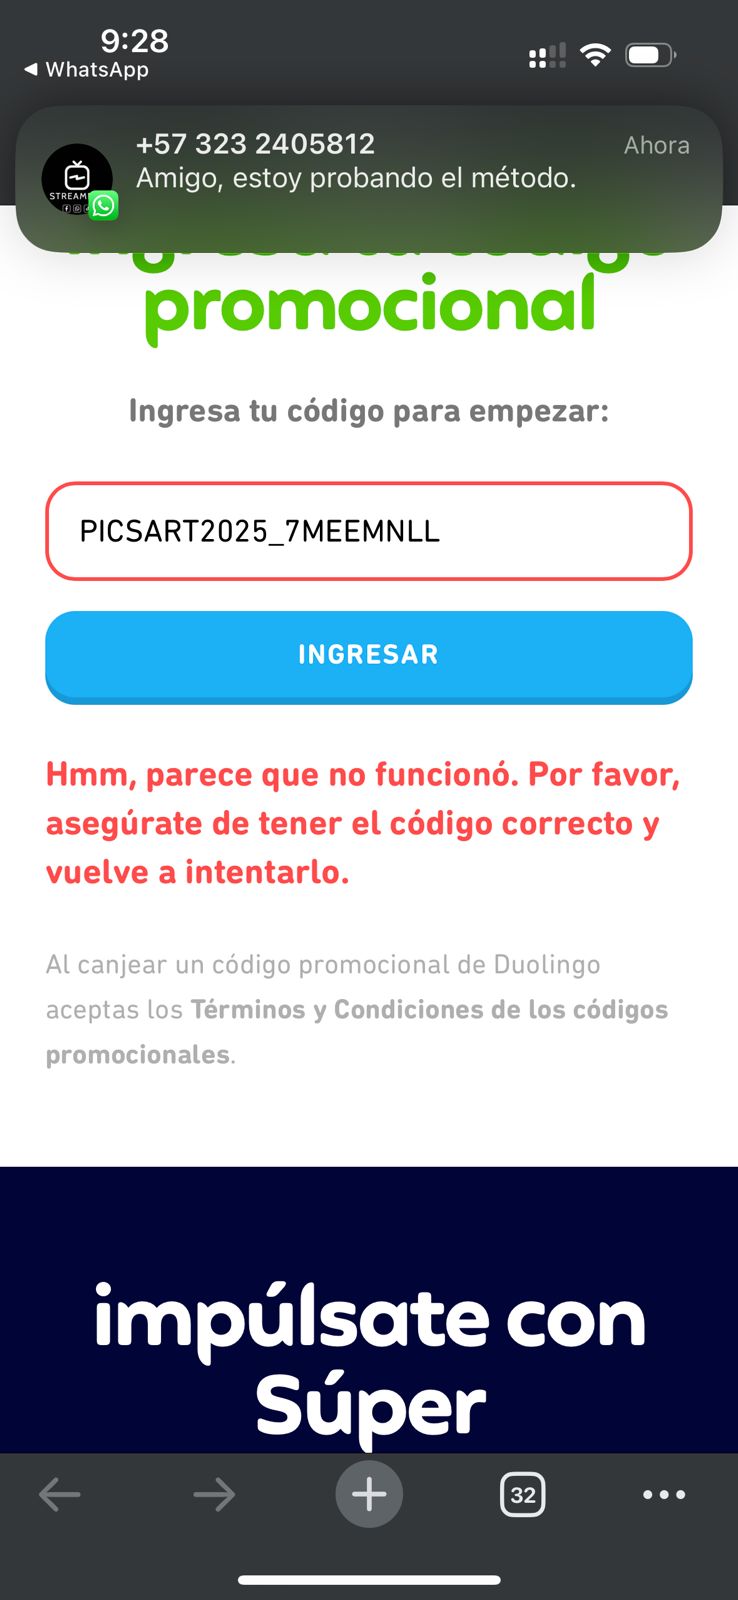 9:28
WhatsApp
+57 323 2405812
Ahora
Amigo, estoy probando el método.
promocional
Ingresa tu código para empezar:
PICSART2025_7MEEMNLL
INGRESAR
Hmm, parece que no funcionó. Por favor,
asegúrate de tener el código correcto y
vuelve a intentarlo.
Al canjear un código promocional de Duolingo
aceptas los Términos y Condiciones de los códigos
promocionales.
impúlsate con
Súper
32